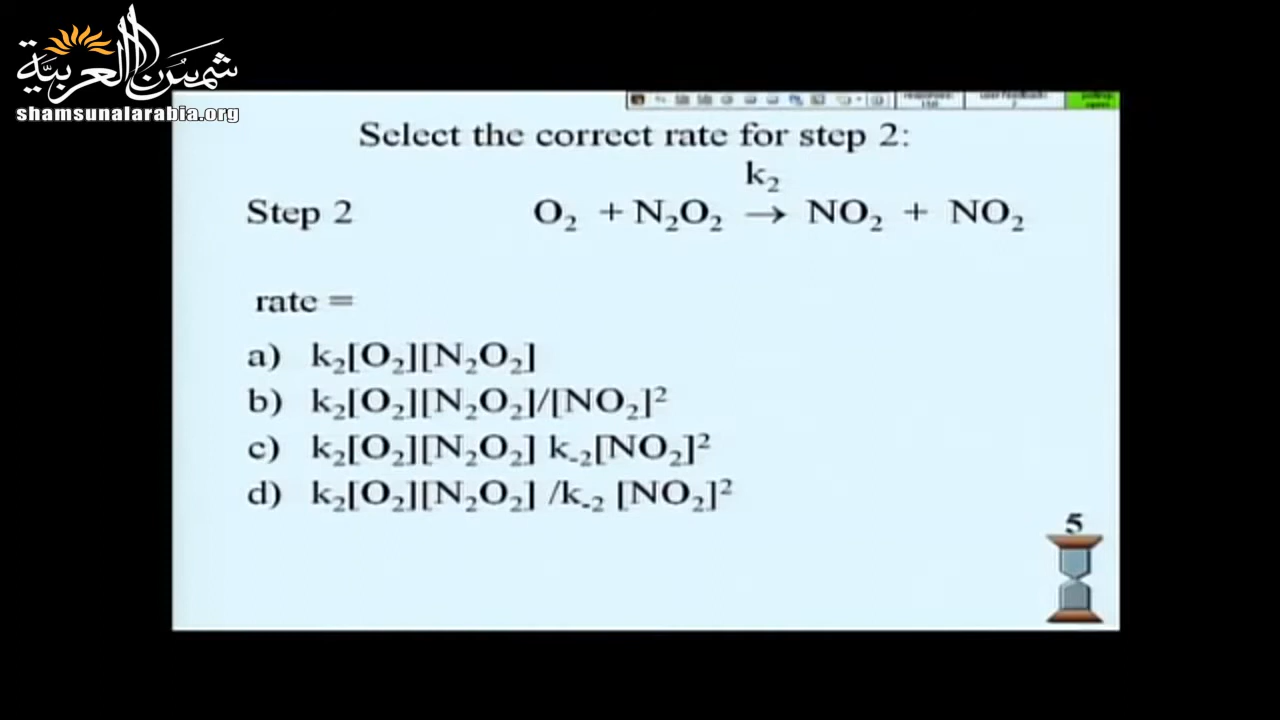 شمس العربية
shamsunalarabia.org
Select the correct rate for step 2:
k₂
Step 2 O₂ + N₂O₂ → NO₂ + NO₂
rate =
a) k₂[O₂][N₂O₂]
b) k₂[O₂][N₂O₂]/[NO₂]²
c) k₂[O₂][N₂O₂] k₋₂[NO₂]²
d) k₂[O₂][N₂O₂] /k₋₂ [NO₂]²
5